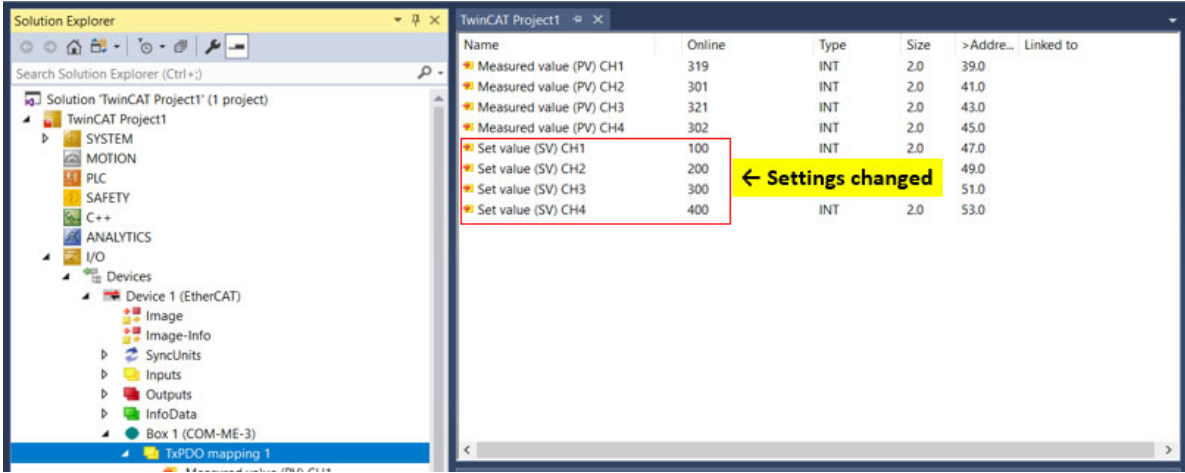 Solution Explorer
Search Solution Explorer (Ctrl+;)
Solution 'TwinCAT Project1' (1 project)
TwinCAT Project1
SYSTEM
MOTION
PLC
SAFETY
C++
ANALYTICS
I/O
Devices
Device 1 (EtherCAT)
Image
Image-Info
SyncUnits
Inputs
Outputs
InfoData
Box 1 (COM-ME-3)
TxPDO mapping 1
Measured value (PV) CH1
TwinCAT Project1
Name Online Type Size >Addre... Linked to
Measured value (PV) CH1 319 INT 2.0 39.0
Measured value (PV) CH2 301 INT 2.0 41.0
Measured value (PV) CH3 321 INT 2.0 43.0
Measured value (PV) CH4 302 INT 2.0 45.0
Set value (SV) CH1 100 INT 2.0 47.0
Set value (SV) CH2 200 49.0
Set value (SV) CH3 300 51.0
Set value (SV) CH4 400 INT 2.0 53.0
← Settings changed